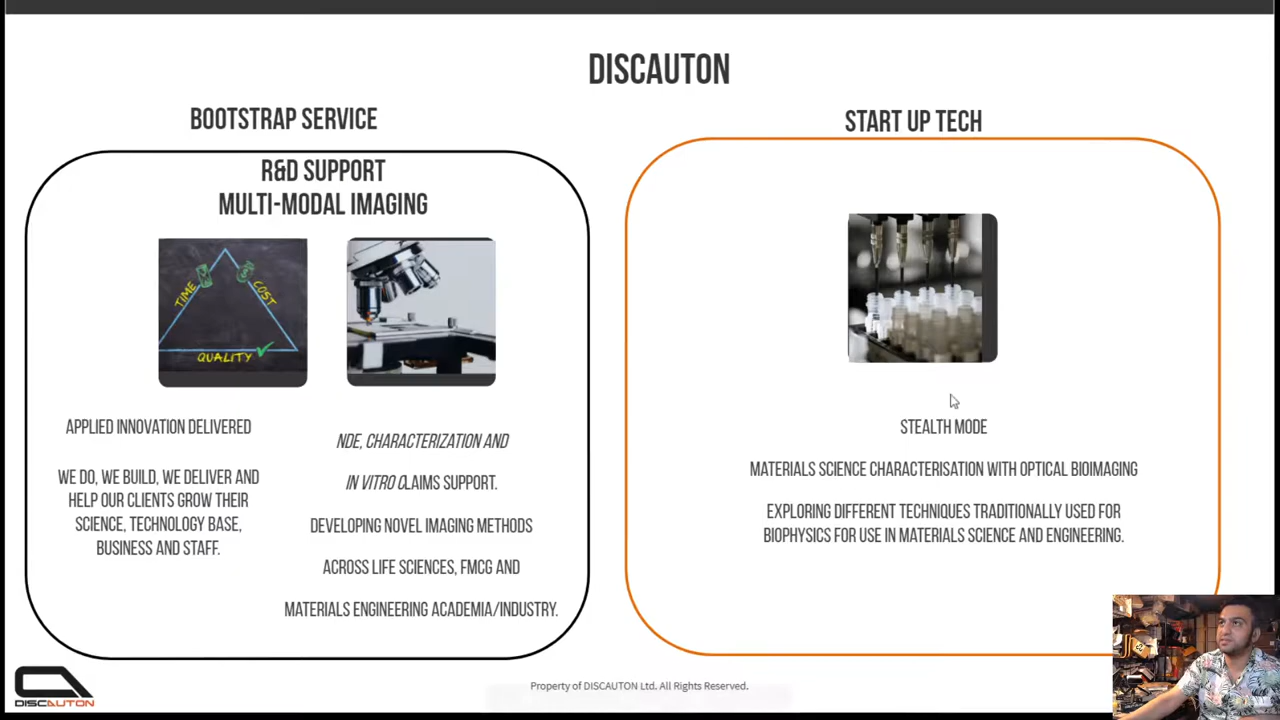 DISCAUTON
BOOTSTRAP SERVICE
R&D SUPPORT
MULTI-MODAL IMAGING
TIME
COST
QUALITY
APPLIED INNOVATION DELIVERED
WE DO, WE BUILD, WE DELIVER AND
HELP OUR CLIENTS GROW THEIR
SCIENCE, TECHNOLOGY BASE,
BUSINESS AND STAFF.
NDE, CHARACTERIZATION AND
IN VITRO CLAIMS SUPPORT.
DEVELOPING NOVEL IMAGING METHODS
ACROSS LIFE SCIENCES, FMCG AND
MATERIALS ENGINEERING ACADEMIA/INDUSTRY.
START UP TECH
STEALTH MODE
MATERIALS SCIENCE CHARACTERISATION WITH OPTICAL BIOIMAGING
EXPLORING DIFFERENT TECHNIQUES TRADITIONALLY USED FOR
BIOPHYSICS FOR USE IN MATERIALS SCIENCE AND ENGINEERING.
DISCAUTON
Property of DISCAUTON Ltd. All Rights Reserved.